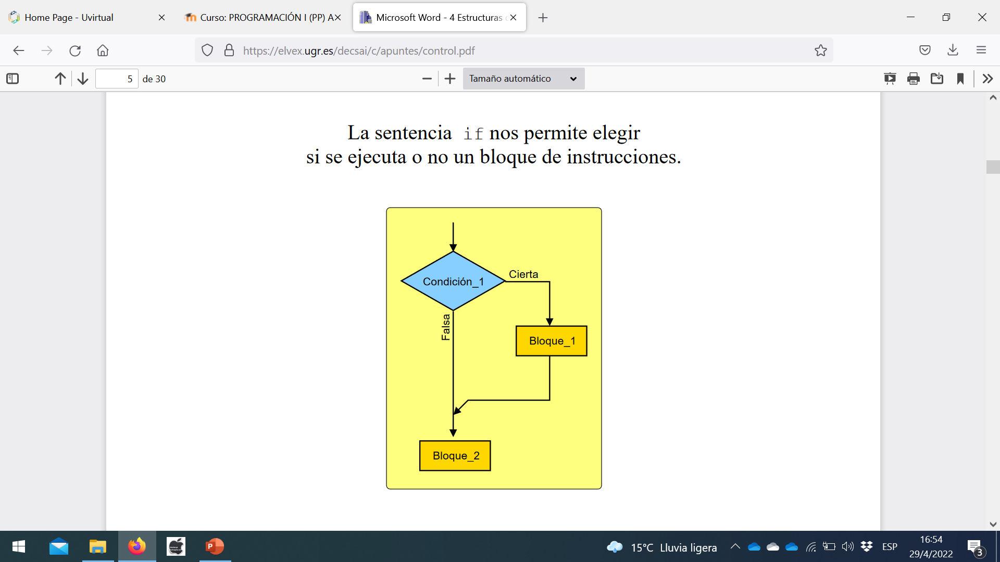 Home Page - Uvirtual
Curso: PROGRAMACIÓN I (PP) A
Microsoft Word - 4 Estructuras
https://elvex.ugr.es/decsai/c/apuntes/control.pdf
5 de 30
Tamaño automático
La sentencia if nos permite elegir
si se ejecuta o no un bloque de instrucciones.
Condición_1
Cierta
Falsa
Bloque_1
Bloque_2
15°C Lluvia ligera
ESP
16:54
29/4/2022
3